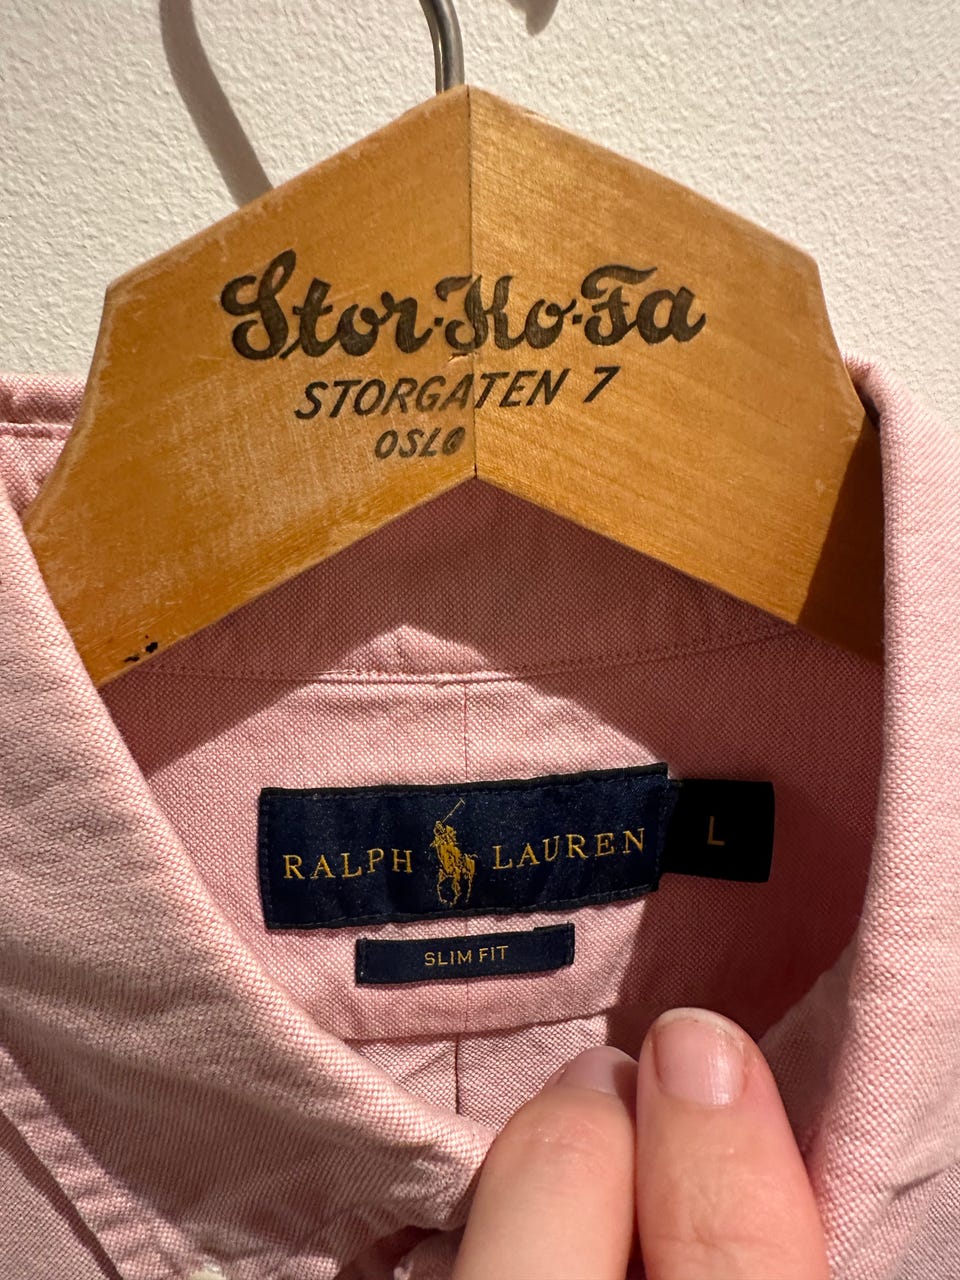 Stor·Ko·Fa
STORGATEN 7
OSLO
RALPH LAUREN
L
SLIM FIT